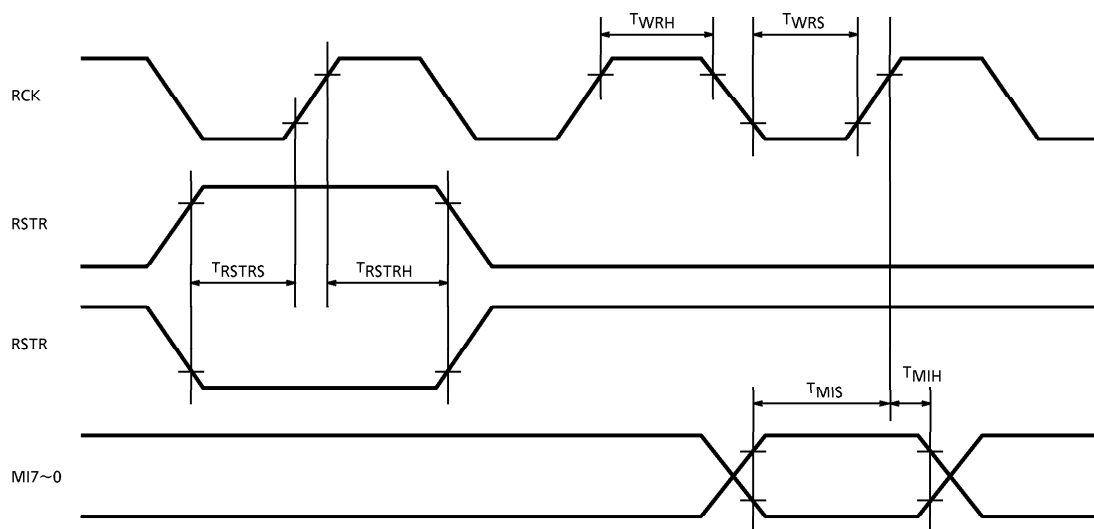 TWRH TWRS
RCK
RSTR
TRSTRS TRSTRH
RSTR
TMIS TMIH
MI7~0